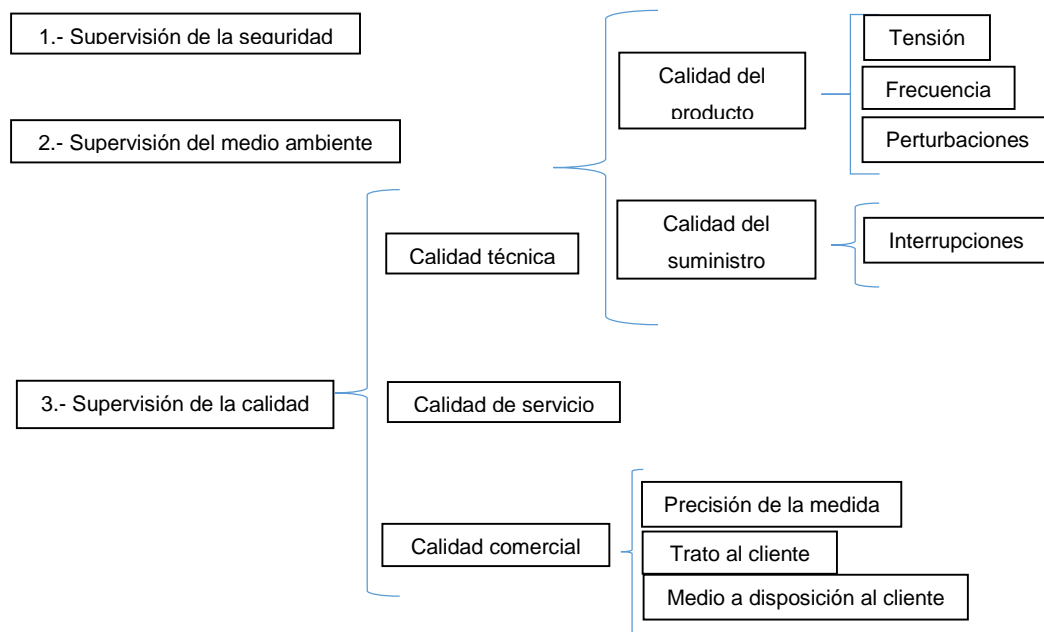 1.- Supervisión de la seguridad
2.- Supervisión del medio ambiente
3.- Supervisión de la calidad
Calidad técnica
Calidad de servicio
Calidad comercial
Calidad del
producto
Calidad del
suministro
Tensión
Frecuencia
Perturbaciones
Interrupciones
Precisión de la medida
Trato al cliente
Medio a disposición al cliente